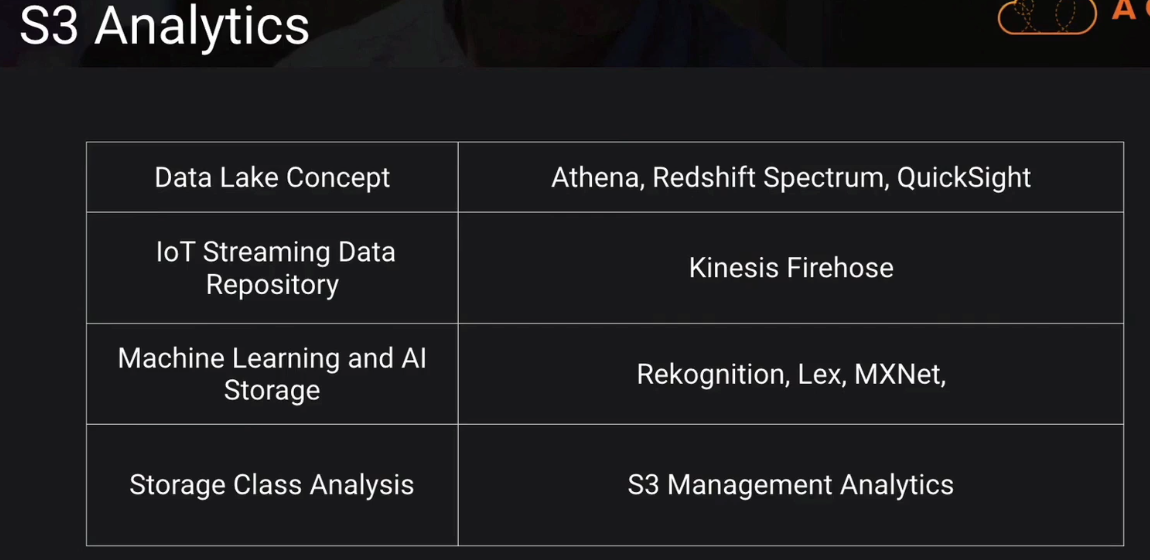 S3 Analytics
A
Data Lake Concept
Athena, Redshift Spectrum, QuickSight
IoT Streaming Data
Repository
Kinesis Firehose
Machine Learning and AI
Storage
Rekognition, Lex, MXNet,
Storage Class Analysis
S3 Management Analytics